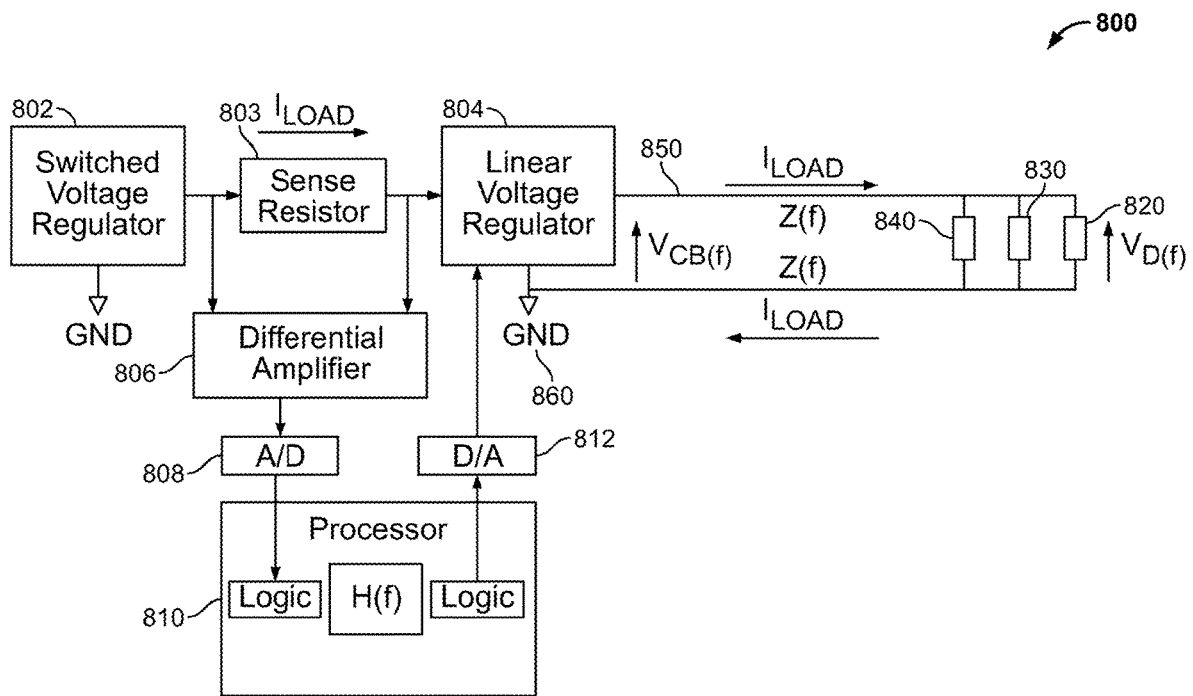 800
802
Switched
Voltage
Regulator
803
I_LOAD
Sense
Resistor
804
Linear
Voltage
Regulator
850
I_LOAD
Z(f)
Z(f)
I_LOAD
V_CB(f)
840
830
820
V_D(f)
GND
GND
860
Differential
Amplifier
806
A/D
808
D/A
812
Processor
810
Logic
H(f)
Logic